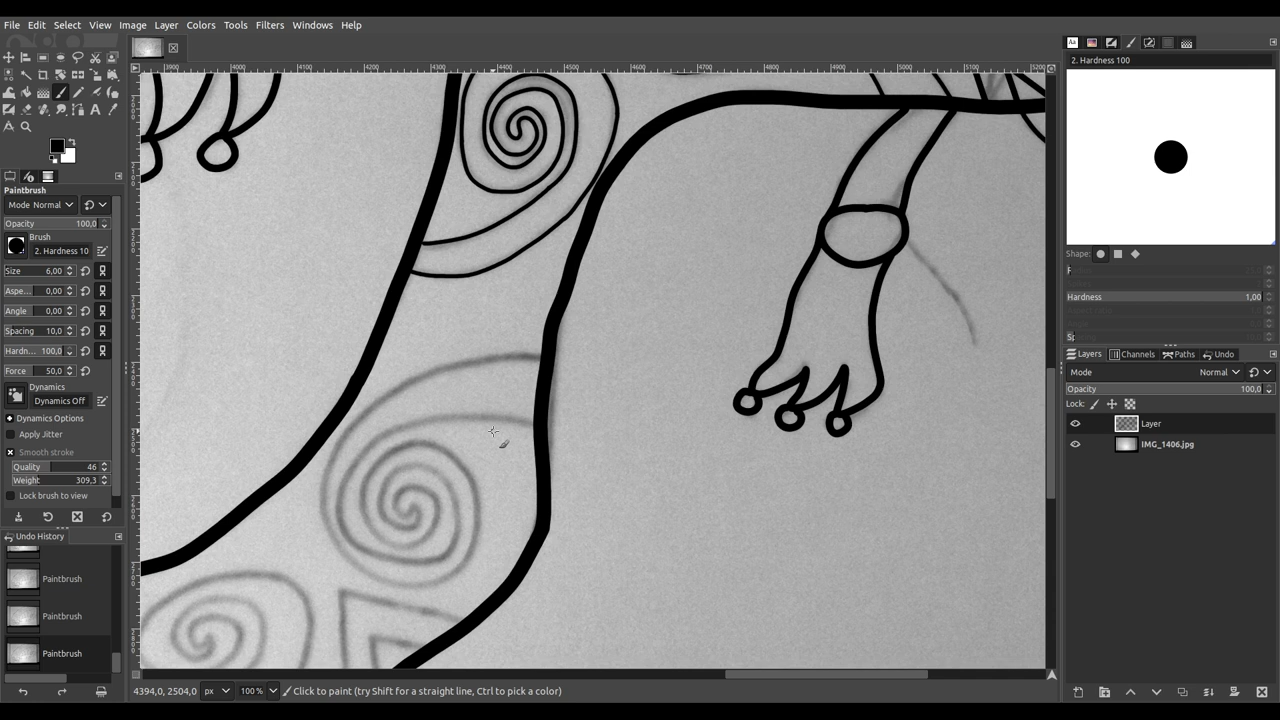 File Edit Select View Image Layer Colors Tools Filters Windows Help
2. Hardness 100
Shape:
Hardness 1,00
Paintbrush
Mode Normal
Opacity 100,0
Brush
2. Hardness 10
Size 6,00
Aspe... 0,00
Angle 0,00
Spacing 10,0
Hardn... 100,0
Force 50,0
Dynamics
Dynamics Off
Dynamics Options
Apply Jitter
Smooth stroke
Quality 46
Weight 309,3
Lock brush to view
Undo History
Paintbrush
Paintbrush
Paintbrush
Layers Channels Paths Undo
Mode Normal
Opacity 100,0
Lock:
Layer
IMG_1406.jpg
4394,0, 2504,0 px 100 % Click to paint (try Shift for a straight line, Ctrl to pick a color)